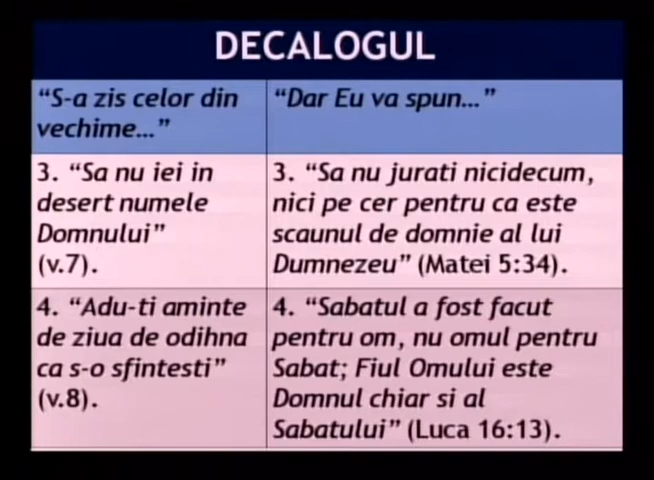 DECALOGUL
“S-a zis celor din
vechime...”
“Dar Eu va spun...”
3. “Sa nu iei in
desert numele
Domnului”
(v.7).
3. “Sa nu jurati nicidecum,
nici pe cer pentru ca este
scaunul de domnie al lui
Dumnezeu” (Matei 5:34).
4. “Adu-ti aminte
de ziua de odihna
ca s-o sfintesti”
(v.8).
4. “Sabatul a fost facut
pentru om, nu omul pentru
Sabat; Fiul Omului este
Domnul chiar si al
Sabatului” (Luca 16:13).